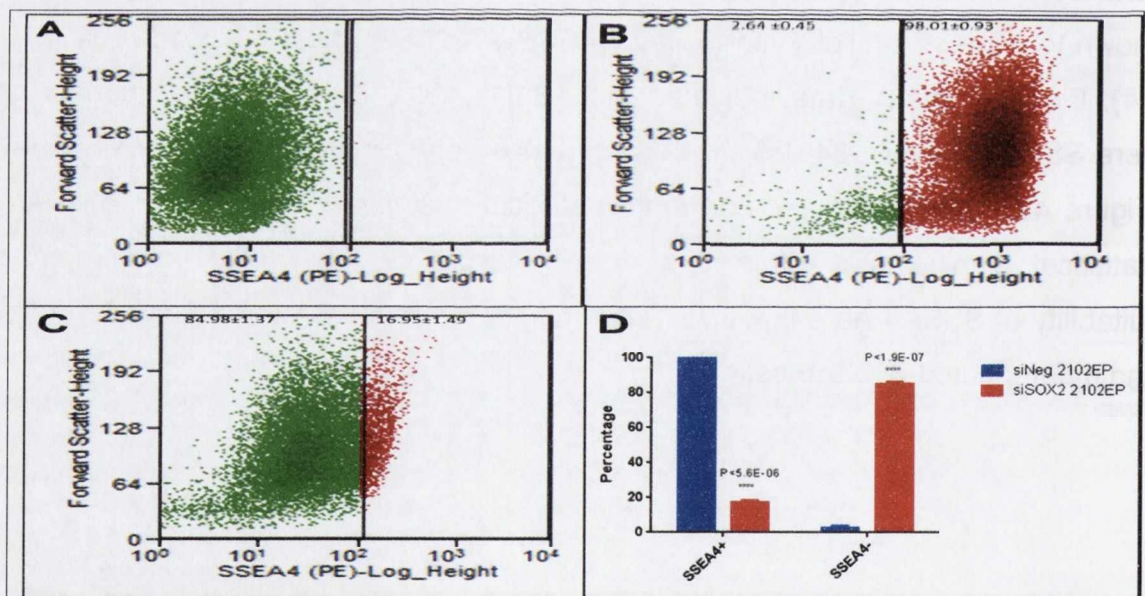 A
256
192
128
64
0
Forward Scatter-Height
10⁰ 10¹ 10² 10³ 10⁴
SSEA4 (PE)-Log_Height
B
2.64 ±0.45 98.01±0.93
256
192
128
64
0
Forward Scatter-Height
10⁰ 10¹ 10² 10³ 10⁴
SSEA4 (PE)-Log_Height
C
84.98±1.37 16.95±1.49
256
192
128
64
0
Forward Scatter-Height
10⁰ 10¹ 10² 10³ 10⁴
SSEA4 (PE)-Log_Height
D
100
80
60
40
20
0
Percentage
P<5.6E-06
****
P<1.9E-07
****
SSEA4+
SSEA4-
siNeg 2102EP
siSOX2 2102EP